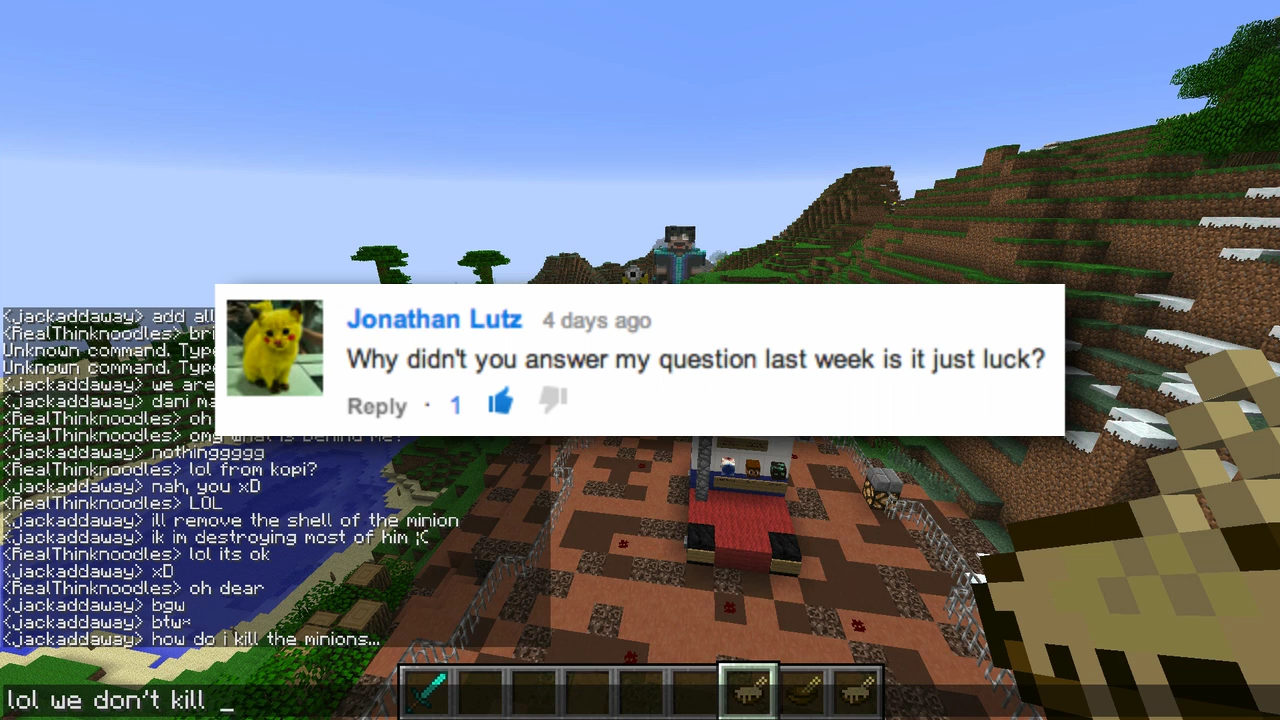 Jonathan Lutz 4 days ago
Why didn't you answer my question last week is it just luck?
Reply · 1
<.jackaddaway> add all
<RealThinknoodles> bri
Unknown command. Type
Unknown command. Type
<.jackaddaway> we are
<.jackaddaway> dani ma
<RealThinknoodles> oh
<RealThinknoodles> omg what is behind me?
<.jackaddaway> nothinggggg
<RealThinknoodles> lol from kopi?
<.jackaddaway> nah, you xD
<RealThinknoodles> LOL
<.jackaddaway> ill remove the shell of the minion
<.jackaddaway> ik im destroying most of him ;C
<RealThinknoodles> lol its ok
<.jackaddaway> xD
<RealThinknoodles> oh dear
<.jackaddaway> bgw
<.jackaddaway> btw*
<.jackaddaway> how do i kill the minions...
lol we don't kill _